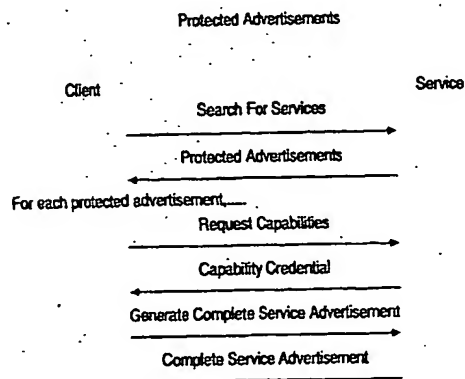 Protected Advertisements
Client
Service
Search For Services
Protected Advertisements
For each protected advertisement,.....
Request Capabilities
Capability Credential
Generate Complete Service Advertisement
Complete Service Advertisement